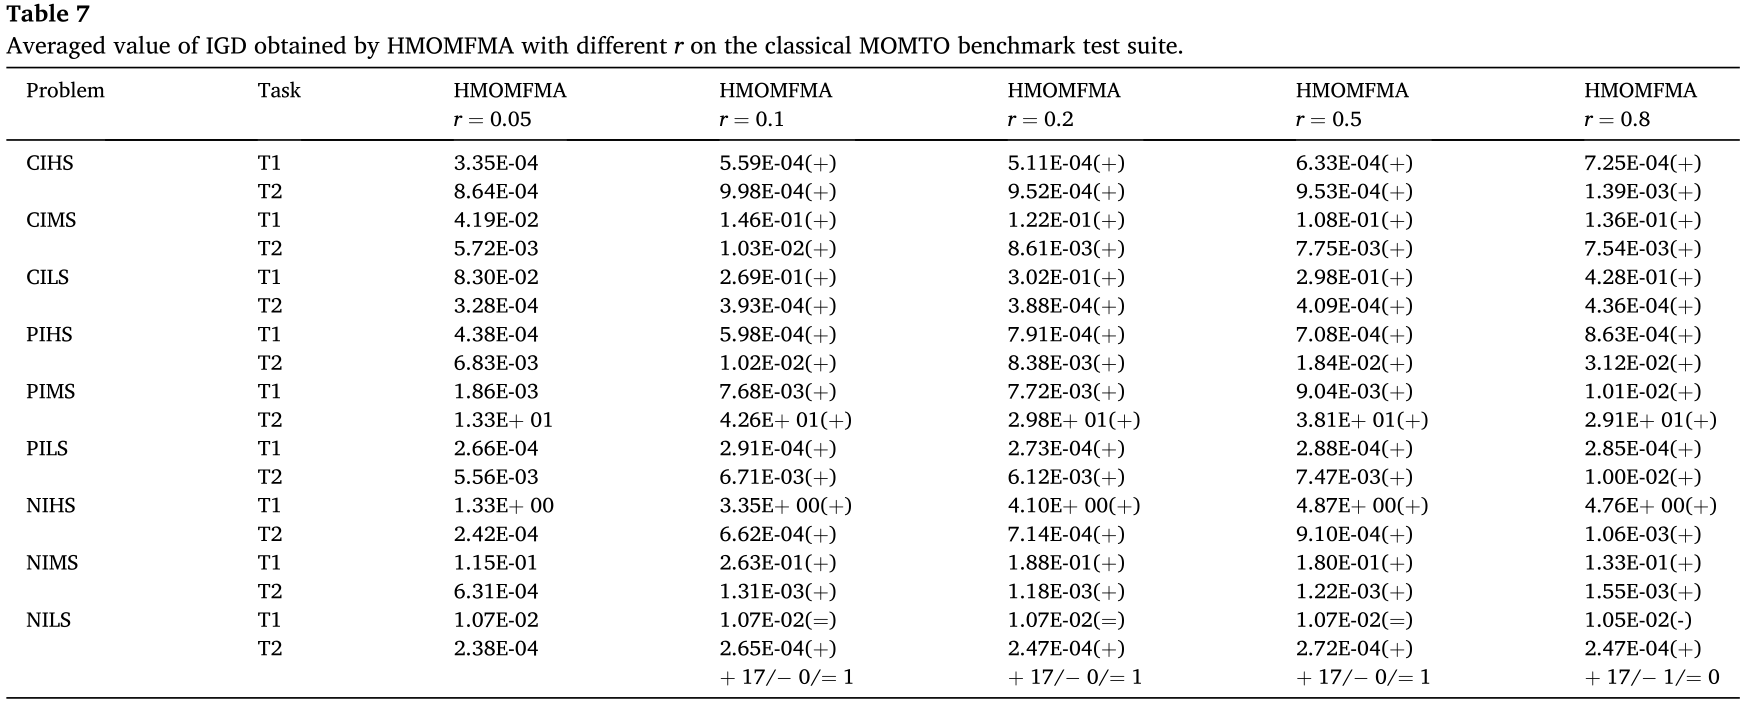 Table 7
Averaged value of IGD obtained by HMOMFMA with different r on the classical MOMTO benchmark test suite.
Problem Task HMOMFMA HMOMFMA HMOMFMA HMOMFMA HMOMFMA
r = 0.05 r = 0.1 r = 0.2 r = 0.5 r = 0.8
CIHS T1 3.35E-04 5.59E-04(+) 5.11E-04(+) 6.33E-04(+) 7.25E-04(+)
T2 8.64E-04 9.98E-04(+) 9.52E-04(+) 9.53E-04(+) 1.39E-03(+)
CIMS T1 4.19E-02 1.46E-01(+) 1.22E-01(+) 1.08E-01(+) 1.36E-01(+)
T2 5.72E-03 1.03E-02(+) 8.61E-03(+) 7.75E-03(+) 7.54E-03(+)
CILS T1 8.30E-02 2.69E-01(+) 3.02E-01(+) 2.98E-01(+) 4.28E-01(+)
T2 3.28E-04 3.93E-04(+) 3.88E-04(+) 4.09E-04(+) 4.36E-04(+)
PIHS T1 4.38E-04 5.98E-04(+) 7.91E-04(+) 7.08E-04(+) 8.63E-04(+)
T2 6.83E-03 1.02E-02(+) 8.38E-03(+) 1.84E-02(+) 3.12E-02(+)
PIMS T1 1.86E-03 7.68E-03(+) 7.72E-03(+) 9.04E-03(+) 1.01E-02(+)
T2 1.33E+ 01 4.26E+ 01(+) 2.98E+ 01(+) 3.81E+ 01(+) 2.91E+ 01(+)
PILS T1 2.66E-04 2.91E-04(+) 2.73E-04(+) 2.88E-04(+) 2.85E-04(+)
T2 5.56E-03 6.71E-03(+) 6.12E-03(+) 7.47E-03(+) 1.00E-02(+)
NIHS T1 1.33E+ 00 3.35E+ 00(+) 4.10E+ 00(+) 4.87E+ 00(+) 4.76E+ 00(+)
T2 2.42E-04 6.62E-04(+) 7.14E-04(+) 9.10E-04(+) 1.06E-03(+)
NIMS T1 1.15E-01 2.63E-01(+) 1.88E-01(+) 1.80E-01(+) 1.33E-01(+)
T2 6.31E-04 1.31E-03(+) 1.18E-03(+) 1.22E-03(+) 1.55E-03(+)
NILS T1 1.07E-02 1.07E-02(=) 1.07E-02(=) 1.07E-02(=) 1.05E-02(-)
T2 2.38E-04 2.65E-04(+) 2.47E-04(+) 2.72E-04(+) 2.47E-04(+)
+ 17/− 0/= 1 + 17/− 0/= 1 + 17/− 0/= 1 + 17/− 1/= 0